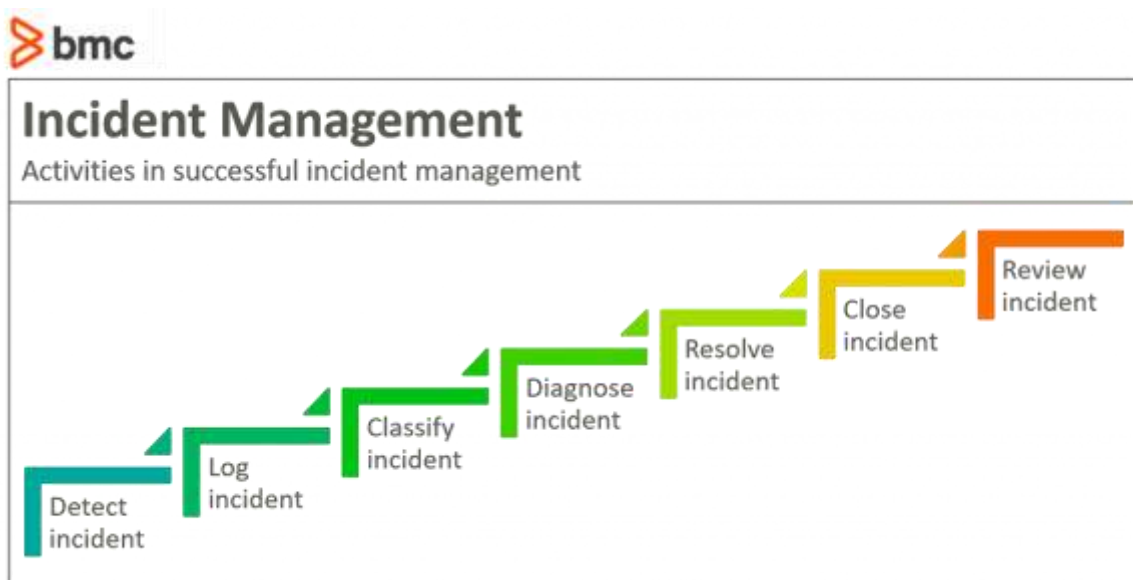 bmc
Incident Management
Activities in successful incident management
Detect
incident
Log
incident
Classify
incident
Diagnose
incident
Resolve
incident
Close
incident
Review
incident